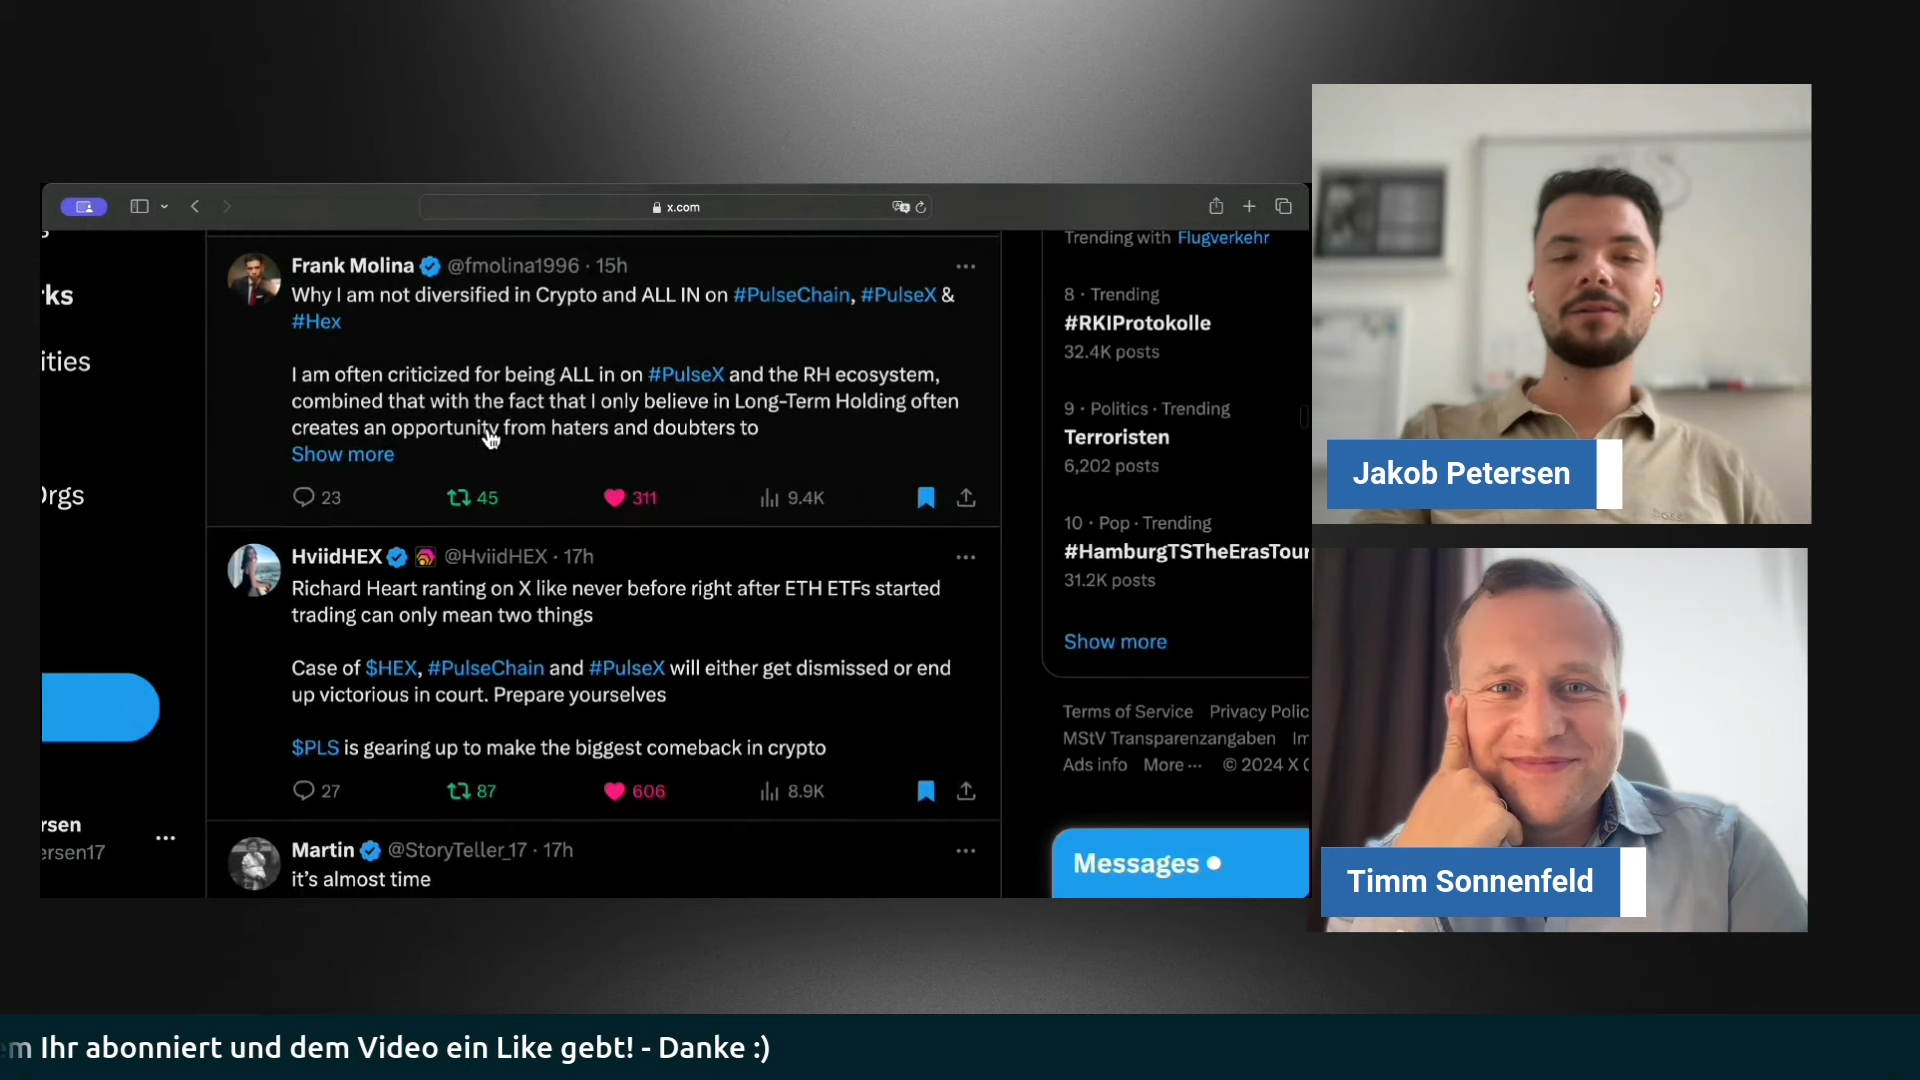 x.com
ks
ities
Orgs
rsen
ersen17
Frank Molina @fmolina1996 · 15h
Why I am not diversified in Crypto and ALL IN on #PulseChain, #PulseX &
#Hex
I am often criticized for being ALL in on #PulseX and the RH ecosystem,
combined that with the fact that I only believe in Long-Term Holding often
creates an opportunity from haters and doubters to
Show more
23 45 311 9.4K
HviidHEX @HviidHEX · 17h
Richard Heart ranting on X like never before right after ETH ETFs started
trading can only mean two things
Case of $HEX, #PulseChain and #PulseX will either get dismissed or end
up victorious in court. Prepare yourselves
$PLS is gearing up to make the biggest comeback in crypto
27 87 606 8.9K
Martin @StoryTeller_17 · 17h
it's almost time
Trending with Flugverkehr
8 · Trending
#RKIProtokolle
32.4K posts
9 · Politics · Trending
Terroristen
6,202 posts
10 · Pop · Trending
#HamburgTSTheErasTour
31.2K posts
Show more
Terms of Service Privacy Polic
MStV Transparenzangaben Im
Ads info More ··· © 2024 X C
Messages
Jakob Petersen
Timm Sonnenfeld
em Ihr abonniert und dem Video ein Like gebt! - Danke :)